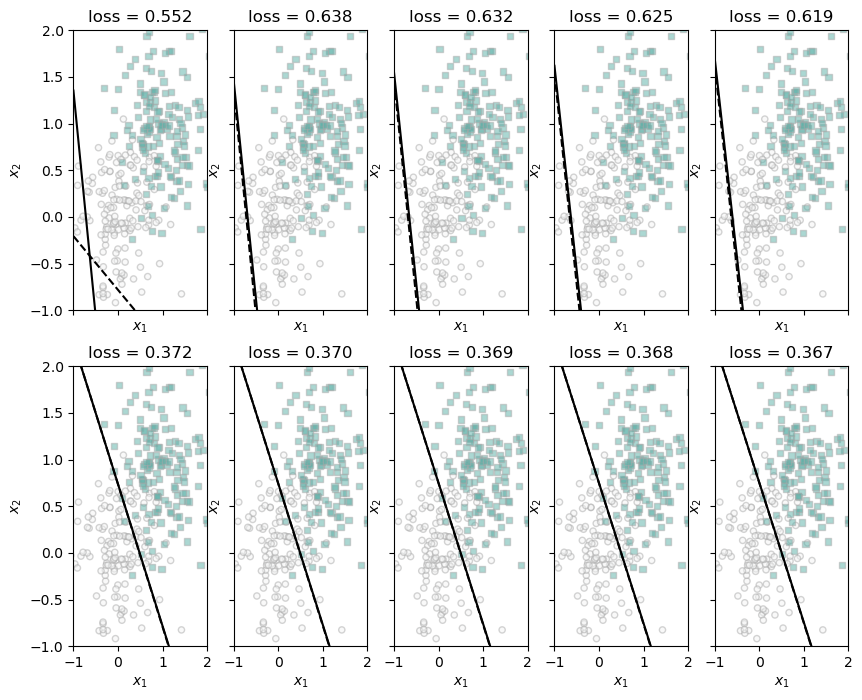 loss = 0.552 loss = 0.638 loss = 0.632 loss = 0.625 loss = 0.619
2.0
1.5
1.0
0.5
0.0
−0.5
−1.0
x₂ x₂ x₂ x₂ x₂
x₁ x₁ x₁ x₁ x₁
loss = 0.372 loss = 0.370 loss = 0.369 loss = 0.368 loss = 0.367
2.0
1.5
1.0
0.5
0.0
−0.5
−1.0
x₂ x₂ x₂ x₂ x₂
−1 0 1 2 −1 0 1 2 −1 0 1 2 −1 0 1 2 −1 0 1 2
x₁ x₁ x₁ x₁ x₁